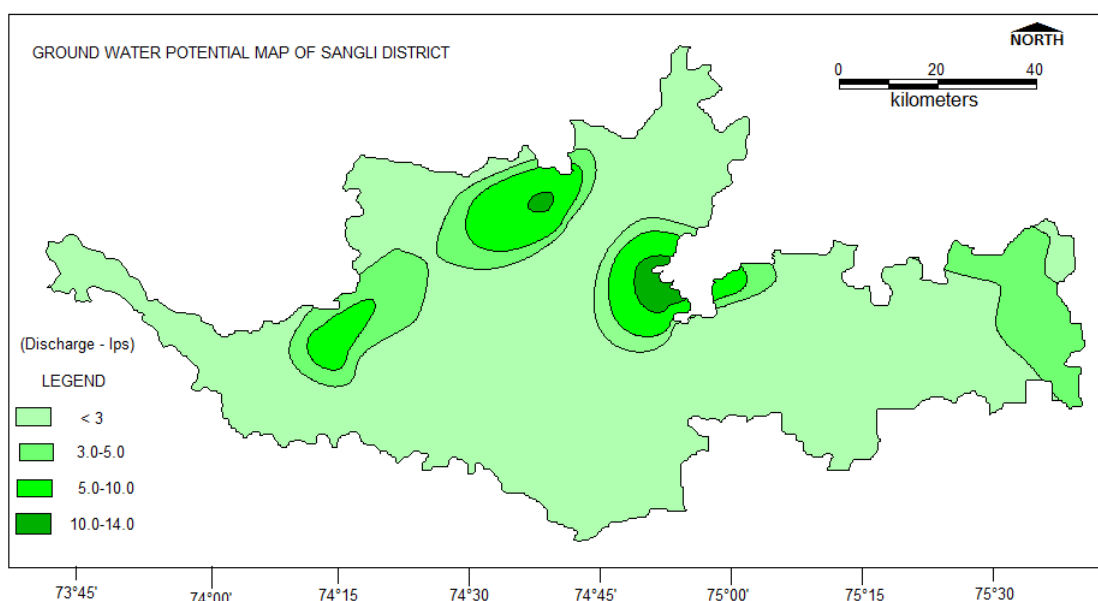 GROUND WATER POTENTIAL MAP OF SANGLI DISTRICT
NORTH
0 20 40
kilometers
(Discharge - lps)
LEGEND
< 3
3.0-5.0
5.0-10.0
10.0-14.0
73°45' 74°00' 74°15 74°30 74°45' 75°00' 75°15' 75°30'